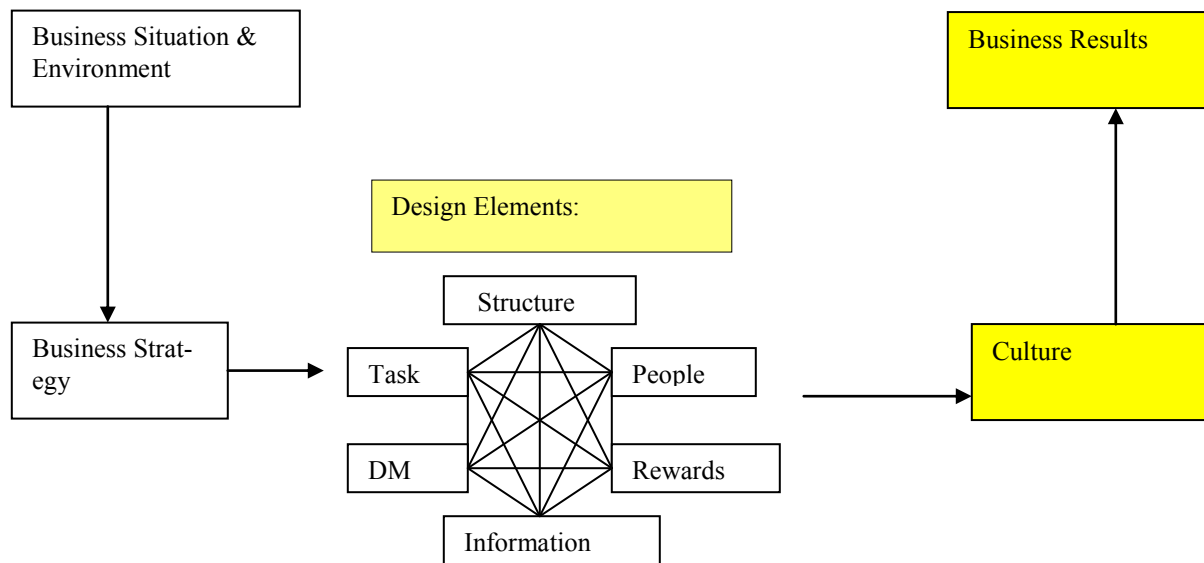 Business Situation &
Environment
Business Results
Design Elements:
Structure
Business Strat-
egy
Task
People
Culture
DM
Rewards
Information